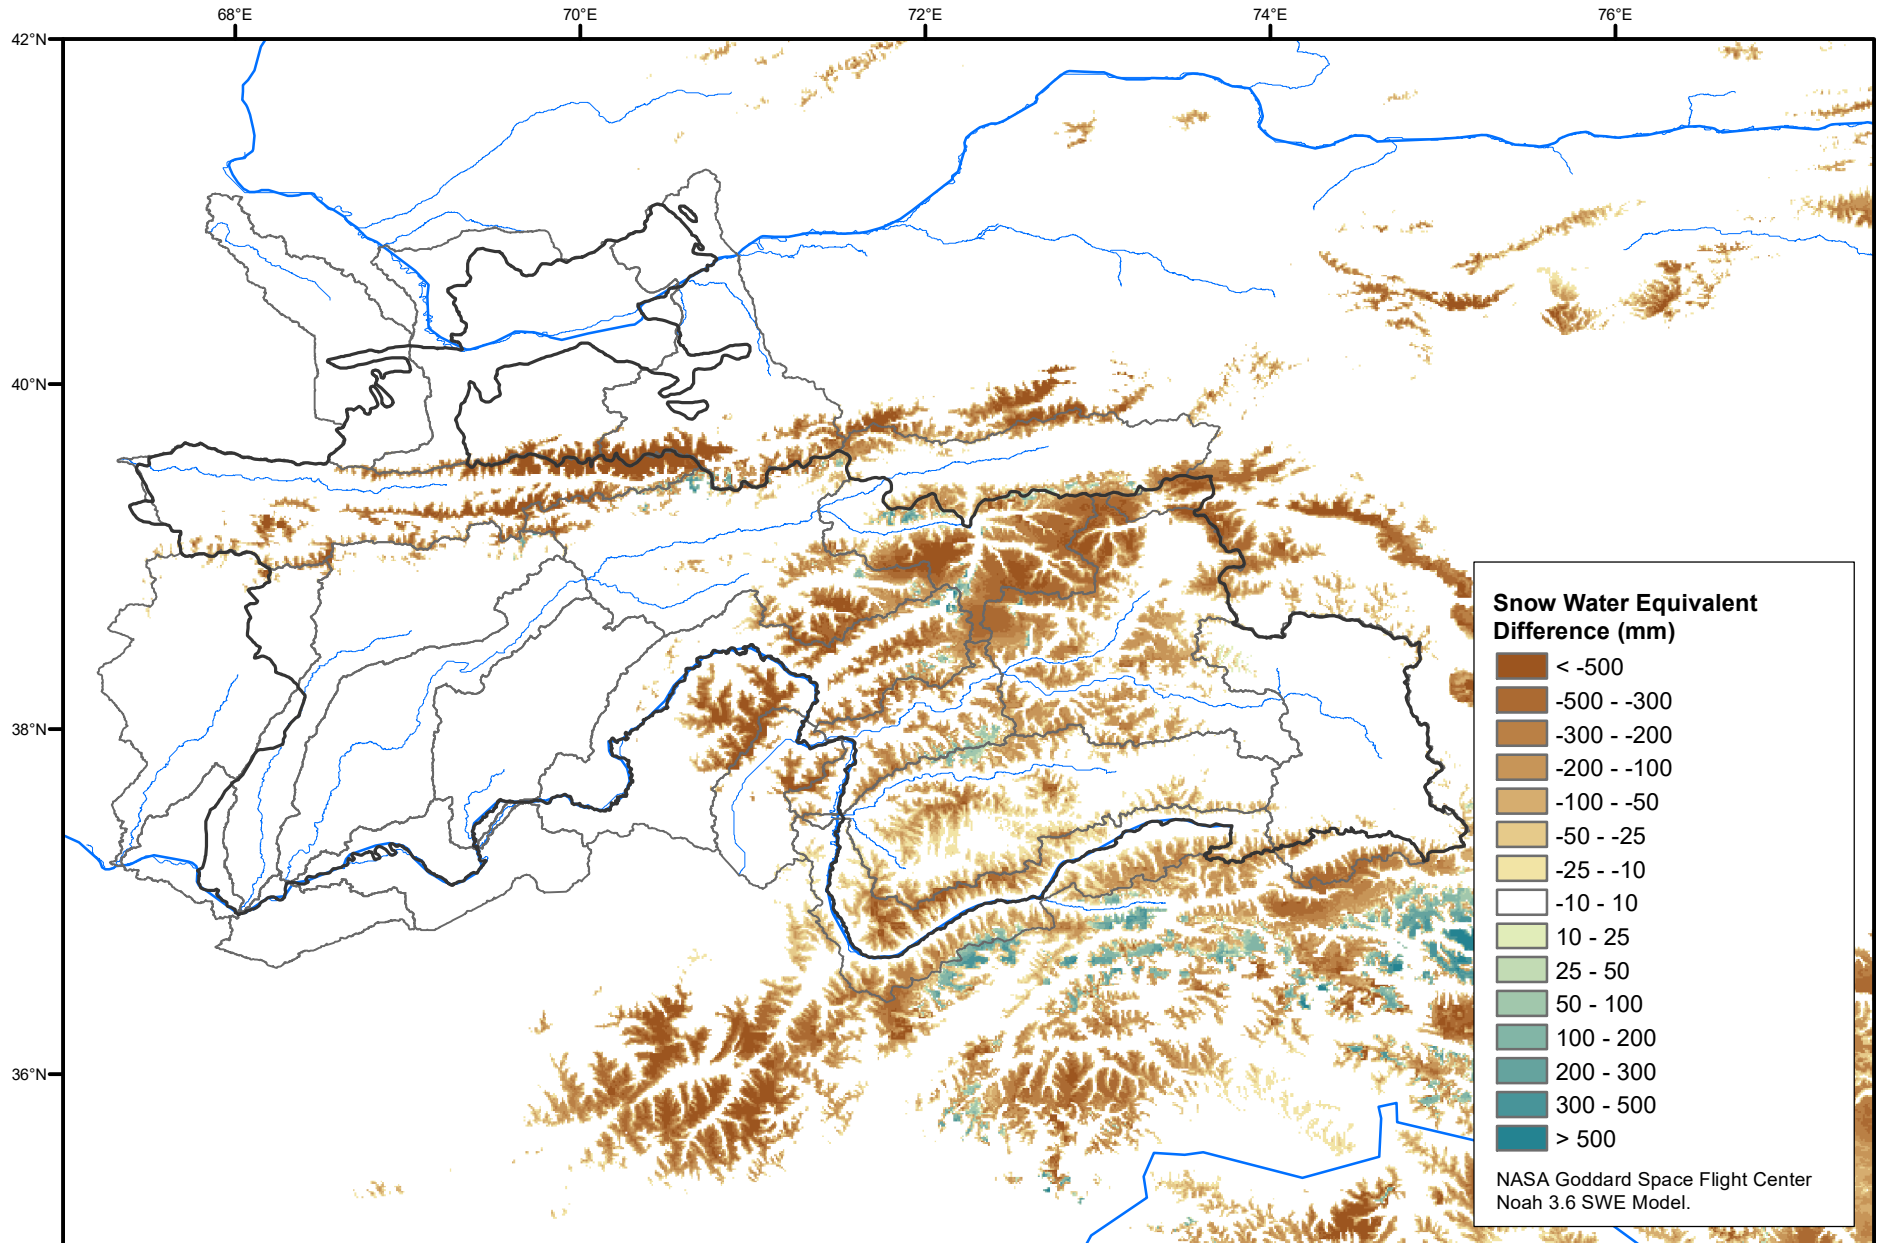 68°E
70°E
72°E
74°E
76°E
42°N
40°N
38°N
36°N
Snow Water Equivalent
Difference (mm)
< -500
-500 - -300
-300 - -200
-200 - -100
-100 - -50
-50 - -25
-25 - -10
-10 - 10
10 - 25
25 - 50
50 - 100
100 - 200
200 - 300
300 - 500
> 500
NASA Goddard Space Flight Center
Noah 3.6 SWE Model.